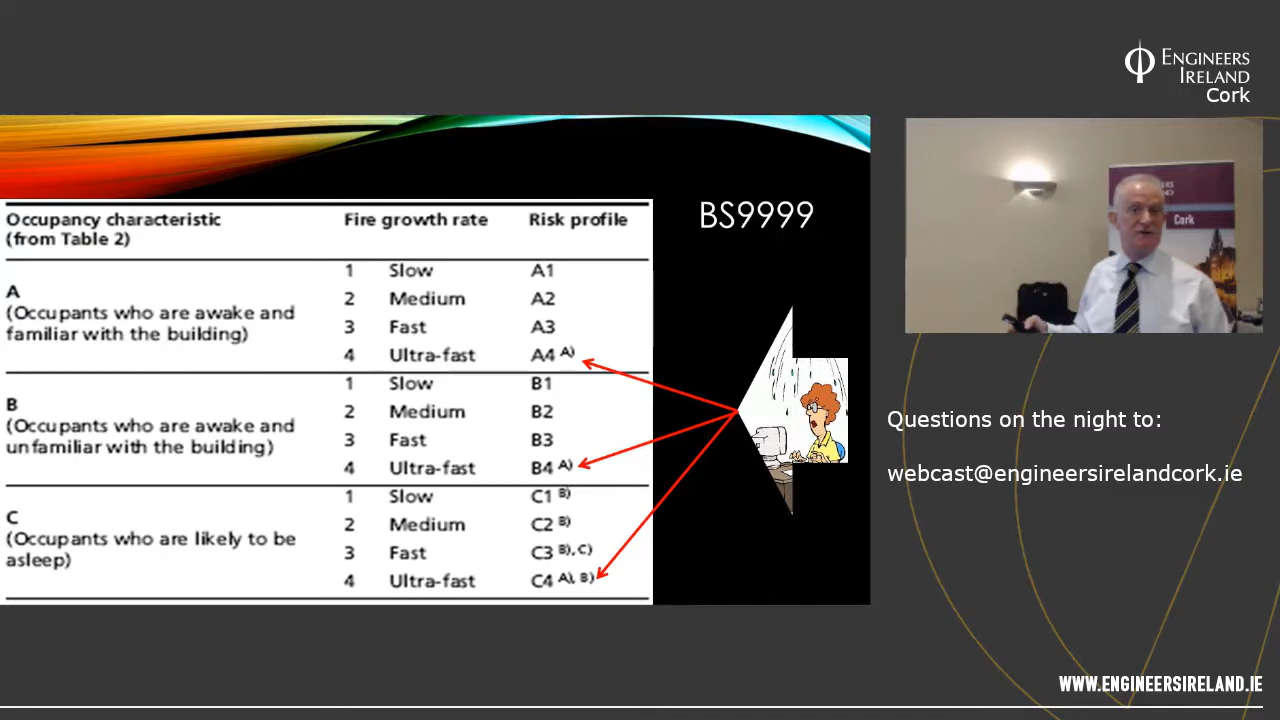 ENGINEERS
IRELAND
Cork
BS9999
Occupancy characteristic Fire growth rate Risk profile
(from Table 2)
1 Slow A1
A
2 Medium A2
(Occupants who are awake and
3 Fast A3
familiar with the building)
4 Ultra-fast A4 A)
1 Slow B1
B
2 Medium B2
(Occupants who are awake and
3 Fast B3
unfamiliar with the building)
4 Ultra-fast B4 A)
1 Slow C1 B)
C
2 Medium C2 B)
(Occupants who are likely to be
3 Fast C3 B), C)
asleep)
4 Ultra-fast C4 A), B)
Cork
Questions on the night to:
webcast@engineersirelandcork.ie
WWW.ENGINEERSIRELAND.IE